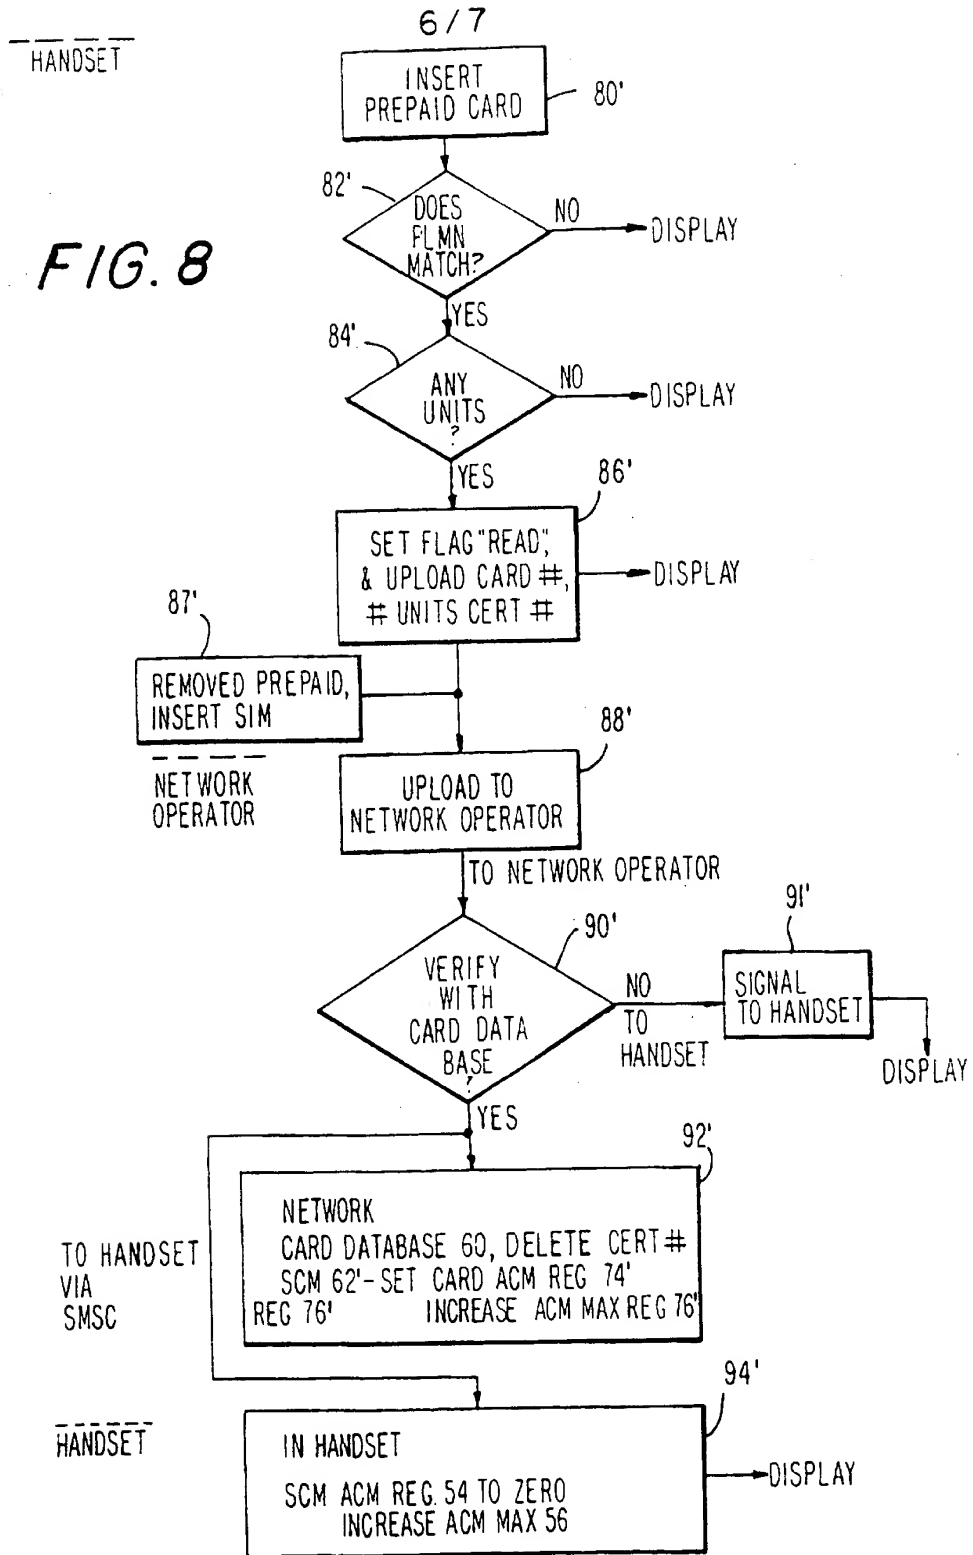 6/7
HANDSET
INSERT
PREPAID CARD
80'
82'
DOES
PLMN
MATCH?
NO
DISPLAY
FIG. 8
YES
84'
ANY
UNITS
?
NO
DISPLAY
YES
86'
SET FLAG "READ",
& UPLOAD CARD #,
# UNITS CERT #
DISPLAY
87'
REMOVED PREPAID,
INSERT SIM
88'
NETWORK
OPERATOR
UPLOAD TO
NETWORK OPERATOR
TO NETWORK OPERATOR
90'
VERIFY
WITH
CARD DATA
BASE
?
NO
TO
HANDSET
91'
SIGNAL
TO HANDSET
DISPLAY
YES
92'
NETWORK
CARD DATABASE 60, DELETE CERT #
SCM 62'-SET CARD ACM REG 74'
REG 76' INCREASE ACM MAX REG 76'
TO HANDSET
VIA
SMSC
94'
HANDSET
IN HANDSET
SCM ACM REG. 54 TO ZERO
INCREASE ACM MAX 56
DISPLAY